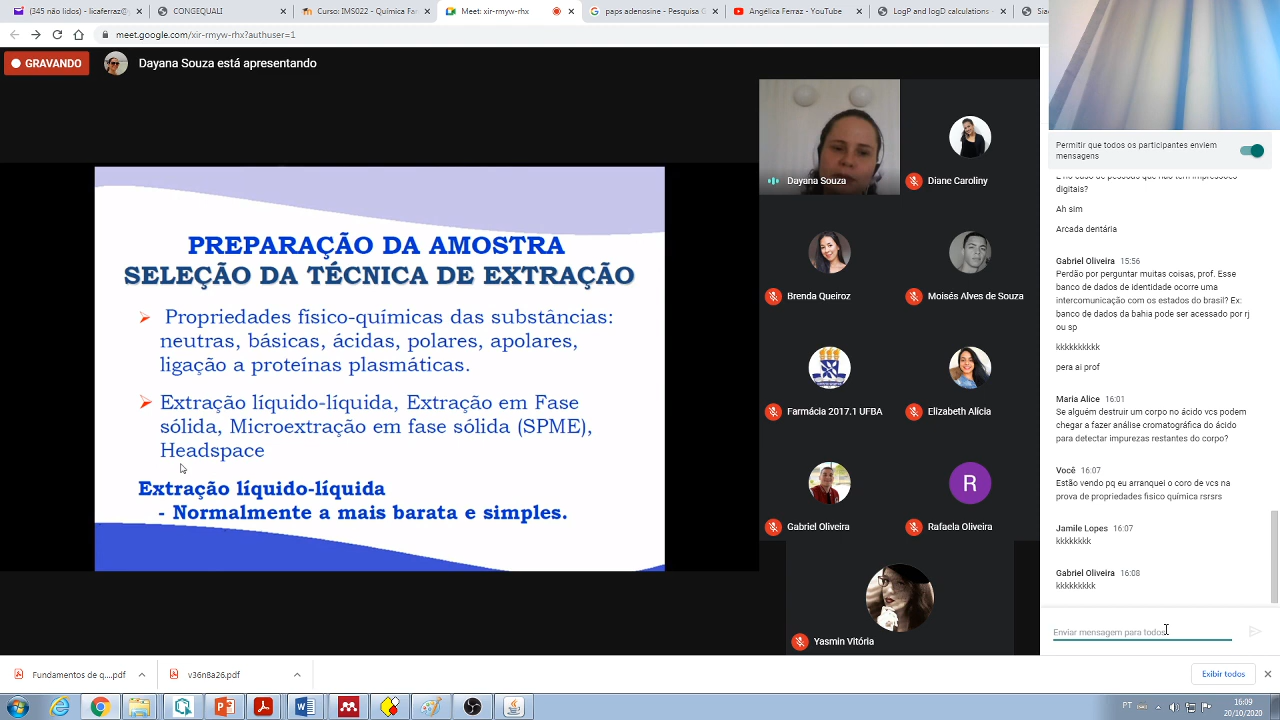 (345 não lidos) - licaferraz@
CONGEQUALI
Curso: IMS022 - Química Far
Meet: xir-rmyw-rhx
paps adenosine - Pesquisa G
Angélica Ferraz - YouTube
LogP and logD calculations -
meet.google.com/xir-rmyw-rhx?authuser=1
GRAVANDO
Dayana Souza está apresentando
PREPARAÇÃO DA AMOSTRA
SELEÇÃO DA TÉCNICA DE EXTRAÇÃO
Propriedades físico-químicas das substâncias:
neutras, básicas, ácidas, polares, apolares,
ligação a proteínas plasmáticas.
Extração líquido-líquida, Extração em Fase
sólida, Microextração em fase sólida (SPME),
Headspace
Extração líquido-líquida
- Normalmente a mais barata e simples.
Dayana Souza
Diane Caroliny
Brenda Queiroz
Moisés Alves de Souza
Farmácia 2017.1 UFBA
Elizabeth Alícia
Gabriel Oliveira
R
Rafaela Oliveira
Yasmin Vitória
Permitir que todos os participantes enviem
mensagens
E no caso de pessoas que não tem impressões
digitais?
Ah sim
Arcada dentária
Gabriel Oliveira 15:56
Perdão por perguntar muitas coisas, prof. Esse
banco de dados de identidade ocorre uma
intercomunicação com os estados do brasil? Ex:
banco de dados da bahia pode ser acessado por rj
ou sp
kkkkkkkkkk
pera ai prof
Maria Alice 16:01
Se alguém destruir um corpo no ácido vcs podem
chegar a fazer análise cromatográfica do ácido
para detectar impurezas restantes do corpo?
Você 16:07
Estão vendo pq eu arranquei o coro de vcs na
prova de propriedades fisico química rsrsrs
Jamile Lopes 16:07
kkkkkkkk
Gabriel Oliveira 16:08
kkkkkkkkk
Enviar mensagem para todos
Fundamentos de q....pdf
v36n8a26.pdf
Exibir todos
PT
16:09
20/10/2020